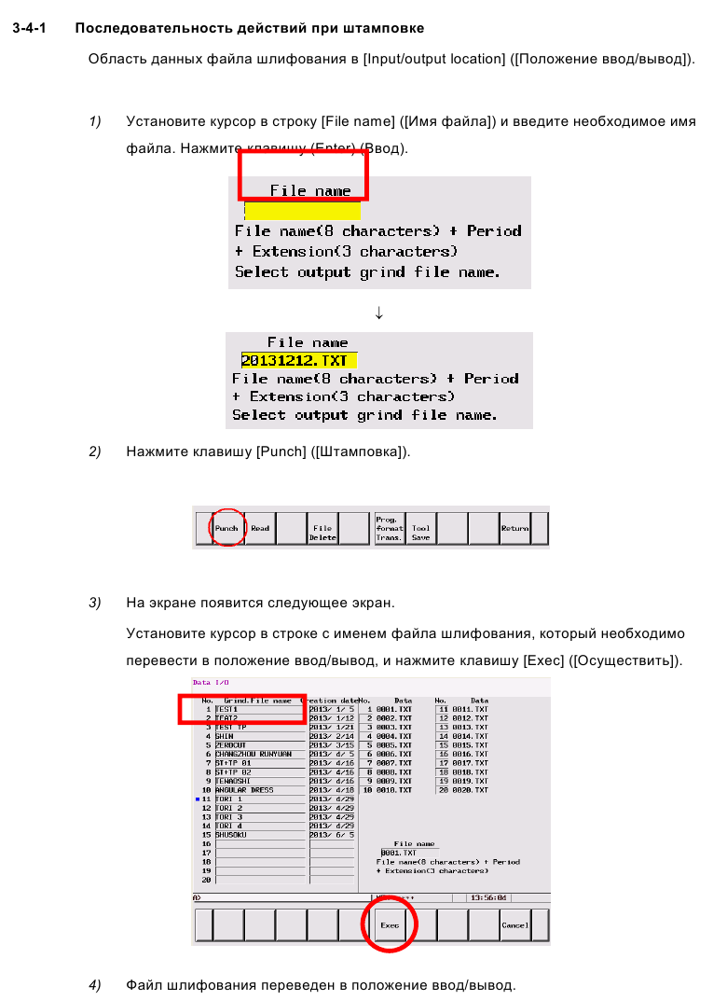 3-4-1 Последовательность действий при штамповке
Область данных файла шлифования в [Input/output location] ([Положение ввод/вывод]).
1) Установите курсор в строку [File name] ([Имя файла]) и введите необходимое имя
файла. Нажмите клавишу (Enter) (Ввод).
File name
File name(8 characters) + Period
+ Extension(3 characters)
Select output grind file name.
↓
File name
20131212.TXT
File name(8 characters) + Period
+ Extension(3 characters)
Select output grind file name.
2) Нажмите клавишу [Punch] ([Штамповка]).
Punch Read File Delete Prog. format Trans. Tool Save Return
3) На экране появится следующее экран.
Установите курсор в строке с именем файла шлифования, который необходимо
перевести в положение ввод/вывод, и нажмите клавишу [Exec] ([Осуществить]).
Data I/O
No. Grind.File name Creation date No. Data No. Data
1 TEST1 2013/ 1/ 5 1 0001.TXT 11 0011.TXT
2 TEAT2 2013/ 1/12 2 0002.TXT 12 0012.TXT
3 TEST TP 2013/ 1/21 3 0003.TXT 13 0013.TXT
4 SHIN 2013/ 2/14 4 0004.TXT 14 0014.TXT
5 ZEROCUT 2013/ 3/15 5 0005.TXT 15 0015.TXT
6 CHANGZHOU RUNYUAN 2013/ 4/ 5 6 0006.TXT 16 0016.TXT
7 ST+TP 01 2013/ 4/16 7 0007.TXT 17 0017.TXT
8 ST+TP 02 2013/ 4/16 8 0008.TXT 18 0018.TXT
9 TENAOSHI 2013/ 4/16 9 0009.TXT 19 0019.TXT
10 ANGULAR DRESS 2013/ 4/18 10 0010.TXT 20 0020.TXT
11 TORI 1 2013/ 4/29
12 TORI 2 2013/ 4/29
13 TORI 3 2013/ 4/29
14 TORI 4 2013/ 4/29
15 SHUSOKU 2013/ 6/ 5
16 File name
17 0001.TXT
18 File name(8 characters) + Period
19 + Extension(3 characters)
20
A>
13:56:04
Exec Cancel
4) Файл шлифования переведен в положение ввод/вывод.